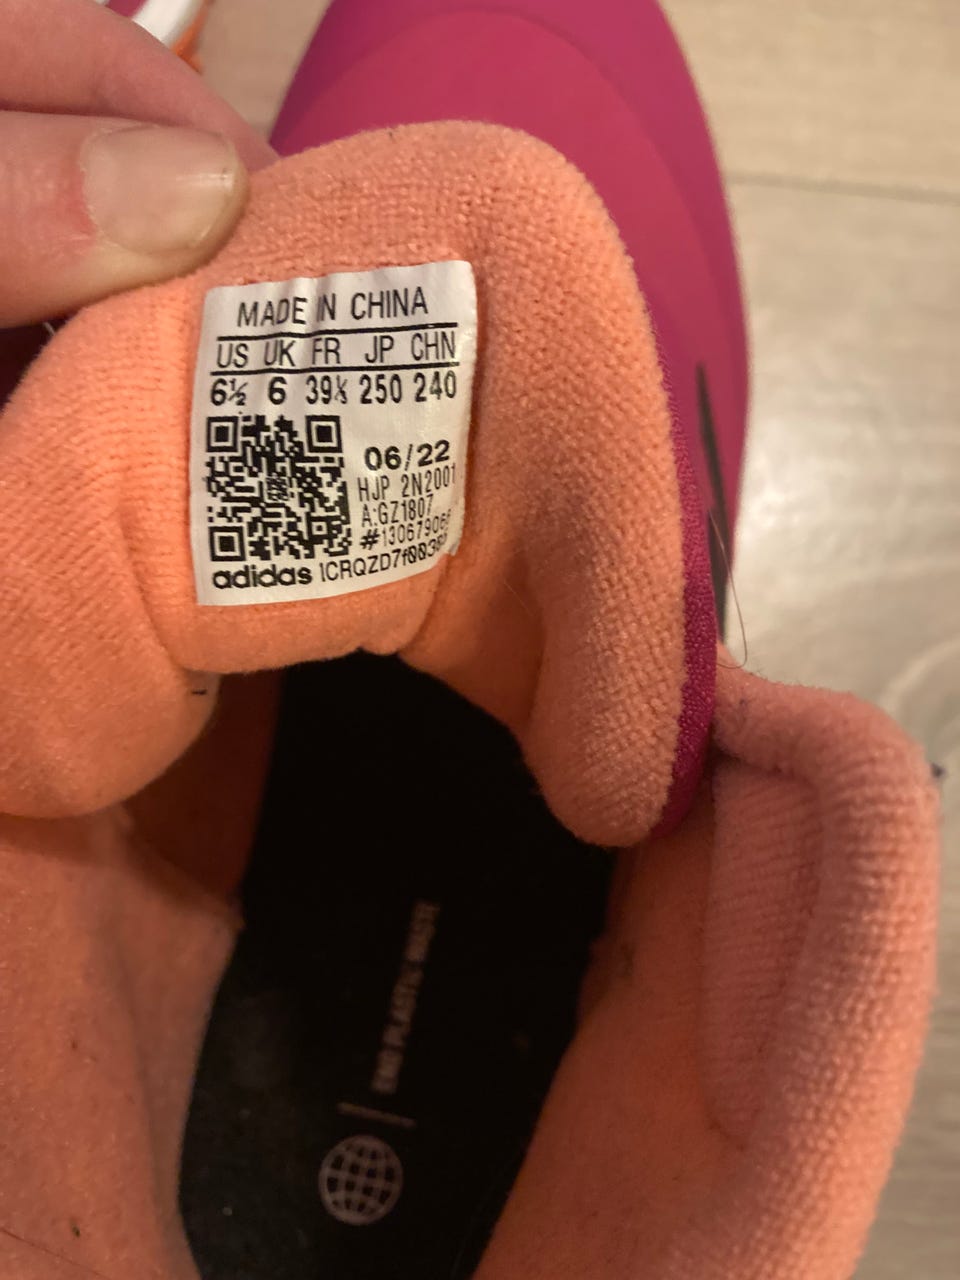 MADE IN CHINA
US UK FR JP CHN
6½ 6 39⅓ 250 240
06/22
HJP 2N2001
A:GZ1807
adidas
END PLASTIC WASTE